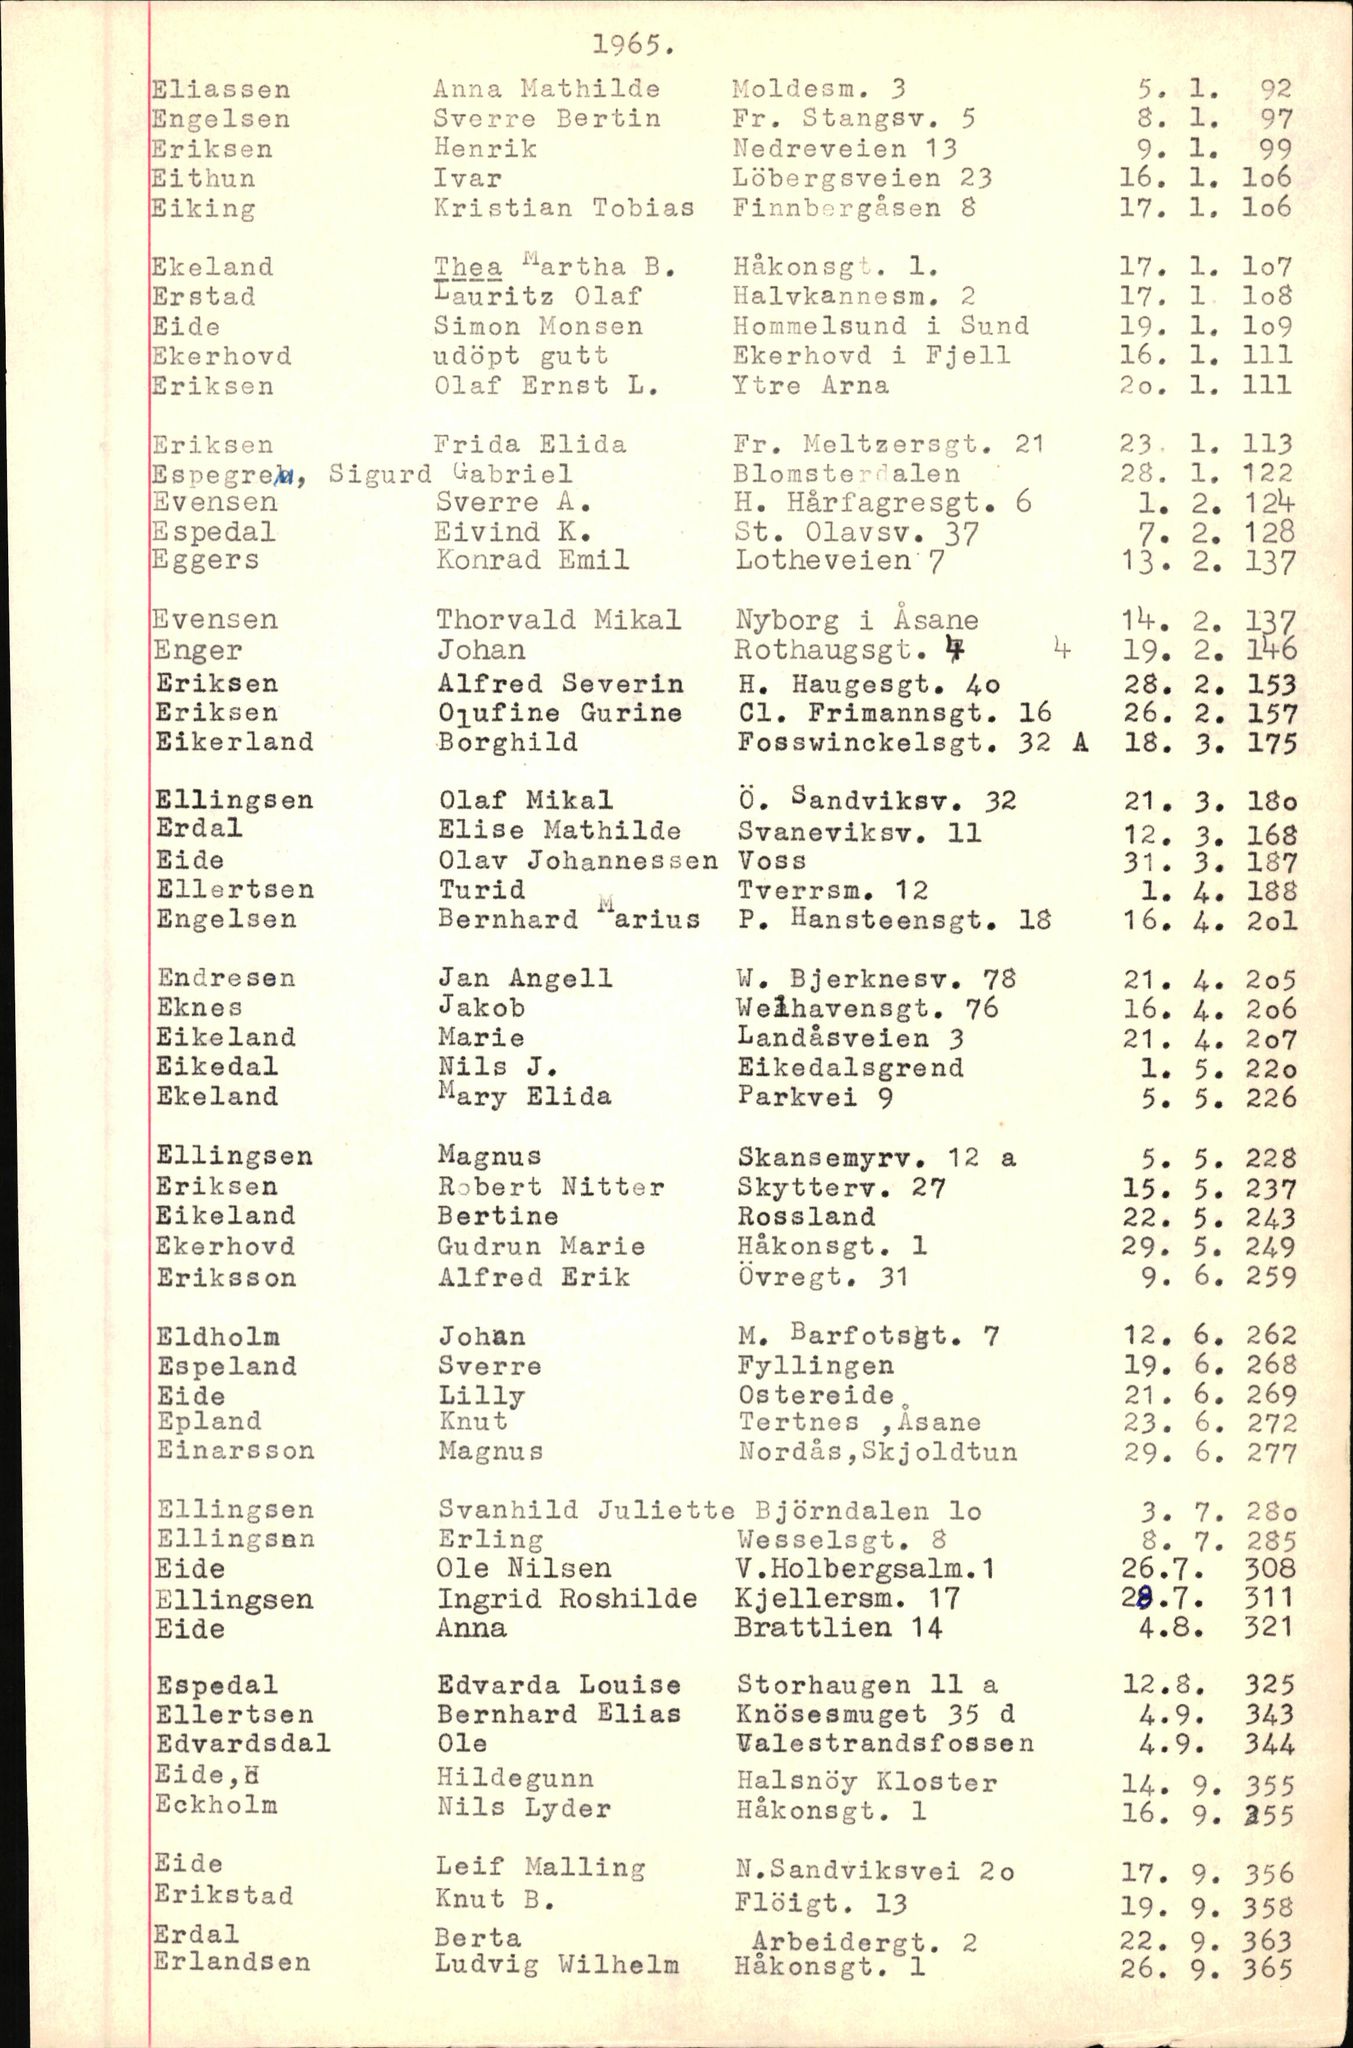 1965.
Eliassen Anna Mathilde Moldesm. 3 5. 1. 92
Engelsen Sverre Bertin Fr. Stangsv. 5 8. 1. 97
Eriksen Henrik Nedreveien 13 9. 1. 99
Eithun Ivar Löbergsveien 23 16. 1. 1o6
Eiking Kristian Tobias Finnbergåsen 8 17. 1. 1o6
Ekeland Thea Martha B. Håkonsgt. 1. 17. 1. 1o7
Erstad Lauritz Olaf Halvkannesm. 2 17. 1 1o8
Eide Simon Monsen Hommelsund i Sund 19. 1. 1o9
Ekerhovd udöpt gutt Ekerhovd i Fjell 16. 1. 111
Eriksen Olaf Ernst L. Ytre Arna 2o. 1. 111
Eriksen Frida Elida Fr. Meltzersgt. 21 23. 1. 113
Espegren, Sigurd Gabriel Blomsterdalen 28. 1. 122
Evensen Sverre A. H. Hårfagresgt. 6 1. 2. 124
Espedal Eivind K. St. Olavsv. 37 7. 2. 128
Eggers Konrad Emil Lotheveien 7 13. 2. 137
Evensen Thorvald Mikal Nyborg i Åsane 14. 2. 137
Enger Johan Rothaugsgt. 4 4 19. 2. 146
Eriksen Alfred Severin H. Haugesgt. 4o 28. 2. 153
Eriksen Olufine Gurine Cl. Frimannsgt. 16 26. 2. 157
Eikerland Borghild Fosswinckelsgt. 32 A 18. 3. 175
Ellingsen Olaf Mikal Ö. Sandviksv. 32 21. 3. 18o
Erdal Elise Mathilde Svaneviksv. 11 12. 3. 168
Eide Olav Johannessen Voss 31. 3. 187
Ellertsen Turid Tverrsm. 12 1. 4. 188
Engelsen Bernhard Marius P. Hansteensgt. 18 16. 4. 2o1
Endresen Jan Angell W. Bjerknesv. 78 21. 4. 2o5
Eknes Jakob Welhavensgt. 76 16. 4. 2o6
Eikeland Marie Landåsveien 3 21. 4. 2o7
Eikedal Nils J. Eikedalsgrend 1. 5. 22o
Ekeland Mary Elida Parkvei 9 5. 5. 226
Ellingsen Magnus Skansemyrv. 12 a 5. 5. 228
Eriksen Robert Nitter Skytterv. 27 15. 5. 237
Eikeland Bertine Rossland 22. 5. 243
Ekerhovd Gudrun Marie Håkonsgt. 1 29. 5. 249
Eriksson Alfred Erik Övregt. 31 9. 6. 259
Eldholm Johan M. Barfotsgt. 7 12. 6. 262
Espeland Sverre Fyllingen 19. 6. 268
Eide Lilly Ostereide 21. 6. 269
Epland Knut Tertnes ,Åsane 23. 6. 272
Einarsson Magnus Nordås,Skjoldtun 29. 6. 277
Ellingsen Svanhild Juliette Björndalen 1o 3. 7. 28o
Ellingsen Erling Wesselsgt. 8 8. 7. 285
Eide Ole Nilsen V.Holbergsalm.1 26.7. 308
Ellingsen Ingrid Roshilde Kjellersm. 17 28.7. 311
Eide Anna Brattlien 14 4.8. 321
Espedal Edvarda Louise Storhaugen 11 a 12.8. 325
Ellertsen Bernhard Elias Knösesmuget 35 d 4.9. 343
Edvardsdal Ole Valestrandsfossen 4.9. 344
Eide,H Hildegunn Halsnöy Kloster 14. 9. 355
Eckholm Nils Lyder Håkonsgt. 1 16. 9. 355
Eide Leif Malling N.Sandviksvei 2o 17. 9. 356
Erikstad Knut B. Flöigt. 13 19. 9. 358
Erdal Berta Arbeidergt. 2 22. 9. 363
Erlandsen Ludvig Wilhelm Håkonsgt. 1 26. 9. 365